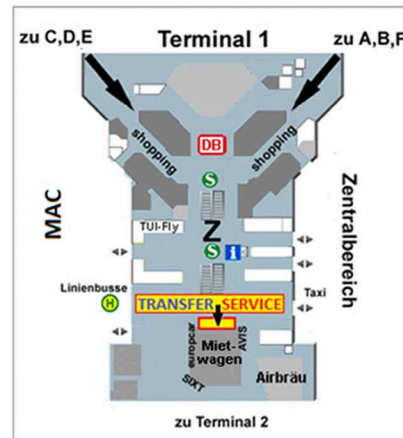 zu C,D,E
Terminal 1
zu A,B,F
shopping
shopping
DB
S
MAC
Zentralbereich
TUI-Fly
Z
S
i
Linienbusse
H
Taxi
TRANSFER SERVICE
europcar
Miet-
wagen
AVIS
SIXT
Airbräu
zu Terminal 2